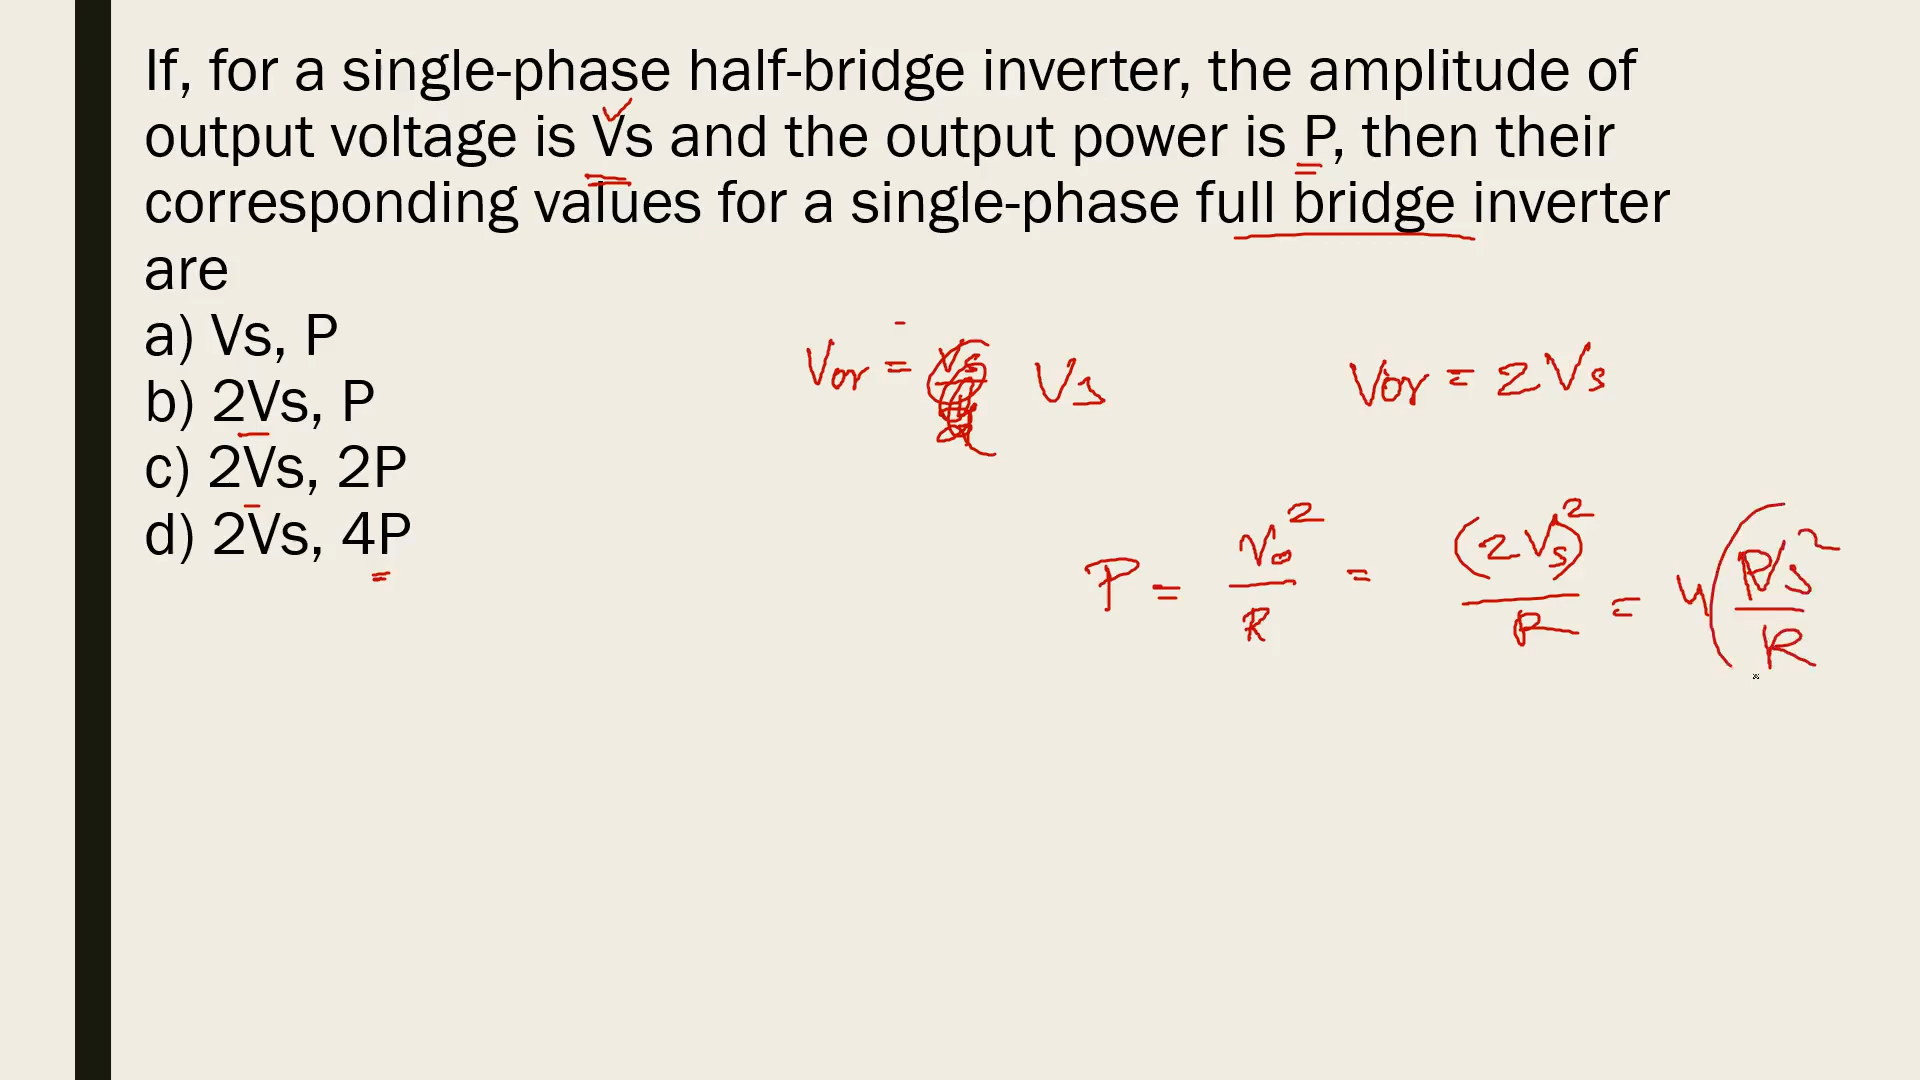 If, for a single-phase half-bridge inverter, the amplitude of
output voltage is Vs and the output power is P, then their
corresponding values for a single-phase full bridge inverter
are
a) Vs, P
b) 2Vs, P
c) 2Vs, 2P
d) 2Vs, 4P
Vor = Vs
Vor = 2Vs
P = Vo² / R = (2Vs)² / R = 4 ( Vs² / R